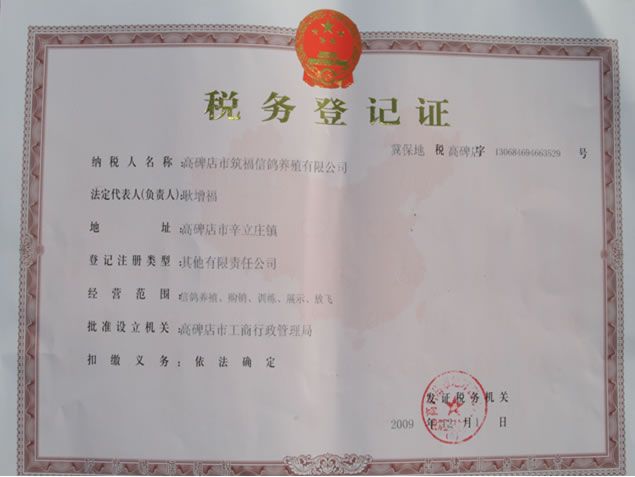 税务登记证
冀保地 税 高碑店字 130684694663529 号
纳税人名称:高碑店市筑福信鸽养殖有限公司
法定代表人(负责人):耿增福
地 址:高碑店市辛立庄镇
登记注册类型:其他有限责任公司
经营范围:信鸽养殖、购销、训练、展示、放飞
批准设立机关:高碑店市工商行政管理局
扣缴义务:依法确定
发证税务机关
2009 年12月1日